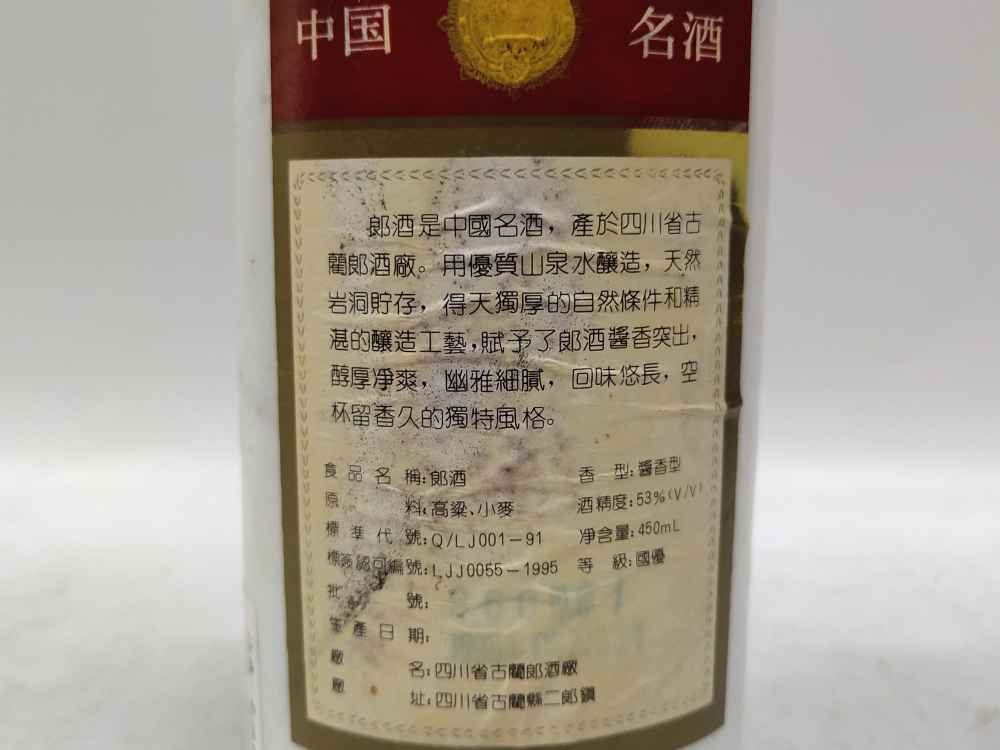 中国 名酒
郎酒是中國名酒，產於四川省古
藺郎酒廠。用優質山泉水釀造，天然
岩洞貯存，得天獨厚的自然條件和精
湛的釀造工藝，賦予了郎酒醬香突出，
醇厚净爽，幽雅細膩，回味悠長，空
杯留香久的獨特風格。
食品名稱：郎酒 香型：醬香型
原料：高粱、小麥 酒精度：53%(V/V)
標準代號：Q/LJ001－91 净含量：450mL
標簽認可編號：LJJ0055－1995 等級：國優
批號：
生產日期：
廠名：四川省古藺郎酒廠
廠址：四川省古藺縣二郎鎮